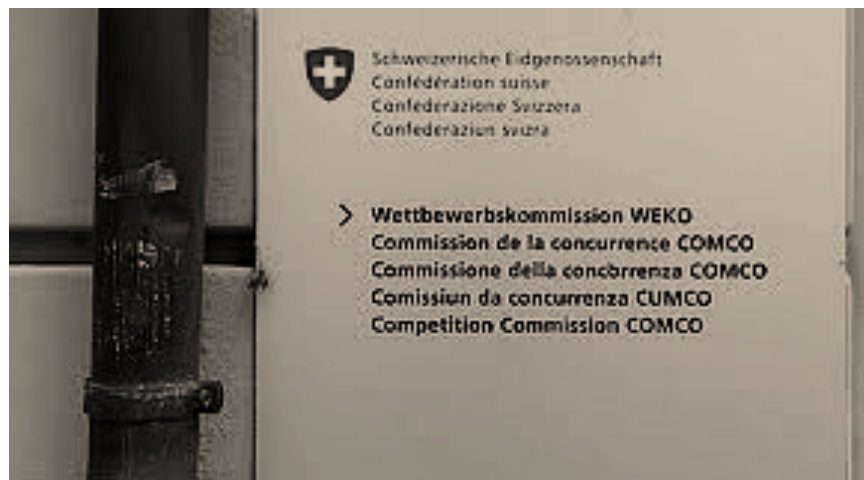 Schweizerische Eidgenossenschaft
Confédération suisse
Confederazione Svizzera
Confederaziun svizra
Wettbewerbskommission WEKO
Commission de la concurrence COMCO
Commissione della concorrenza COMCO
Cumissiun da concurrenza CUMCO
Competition Commission COMCO